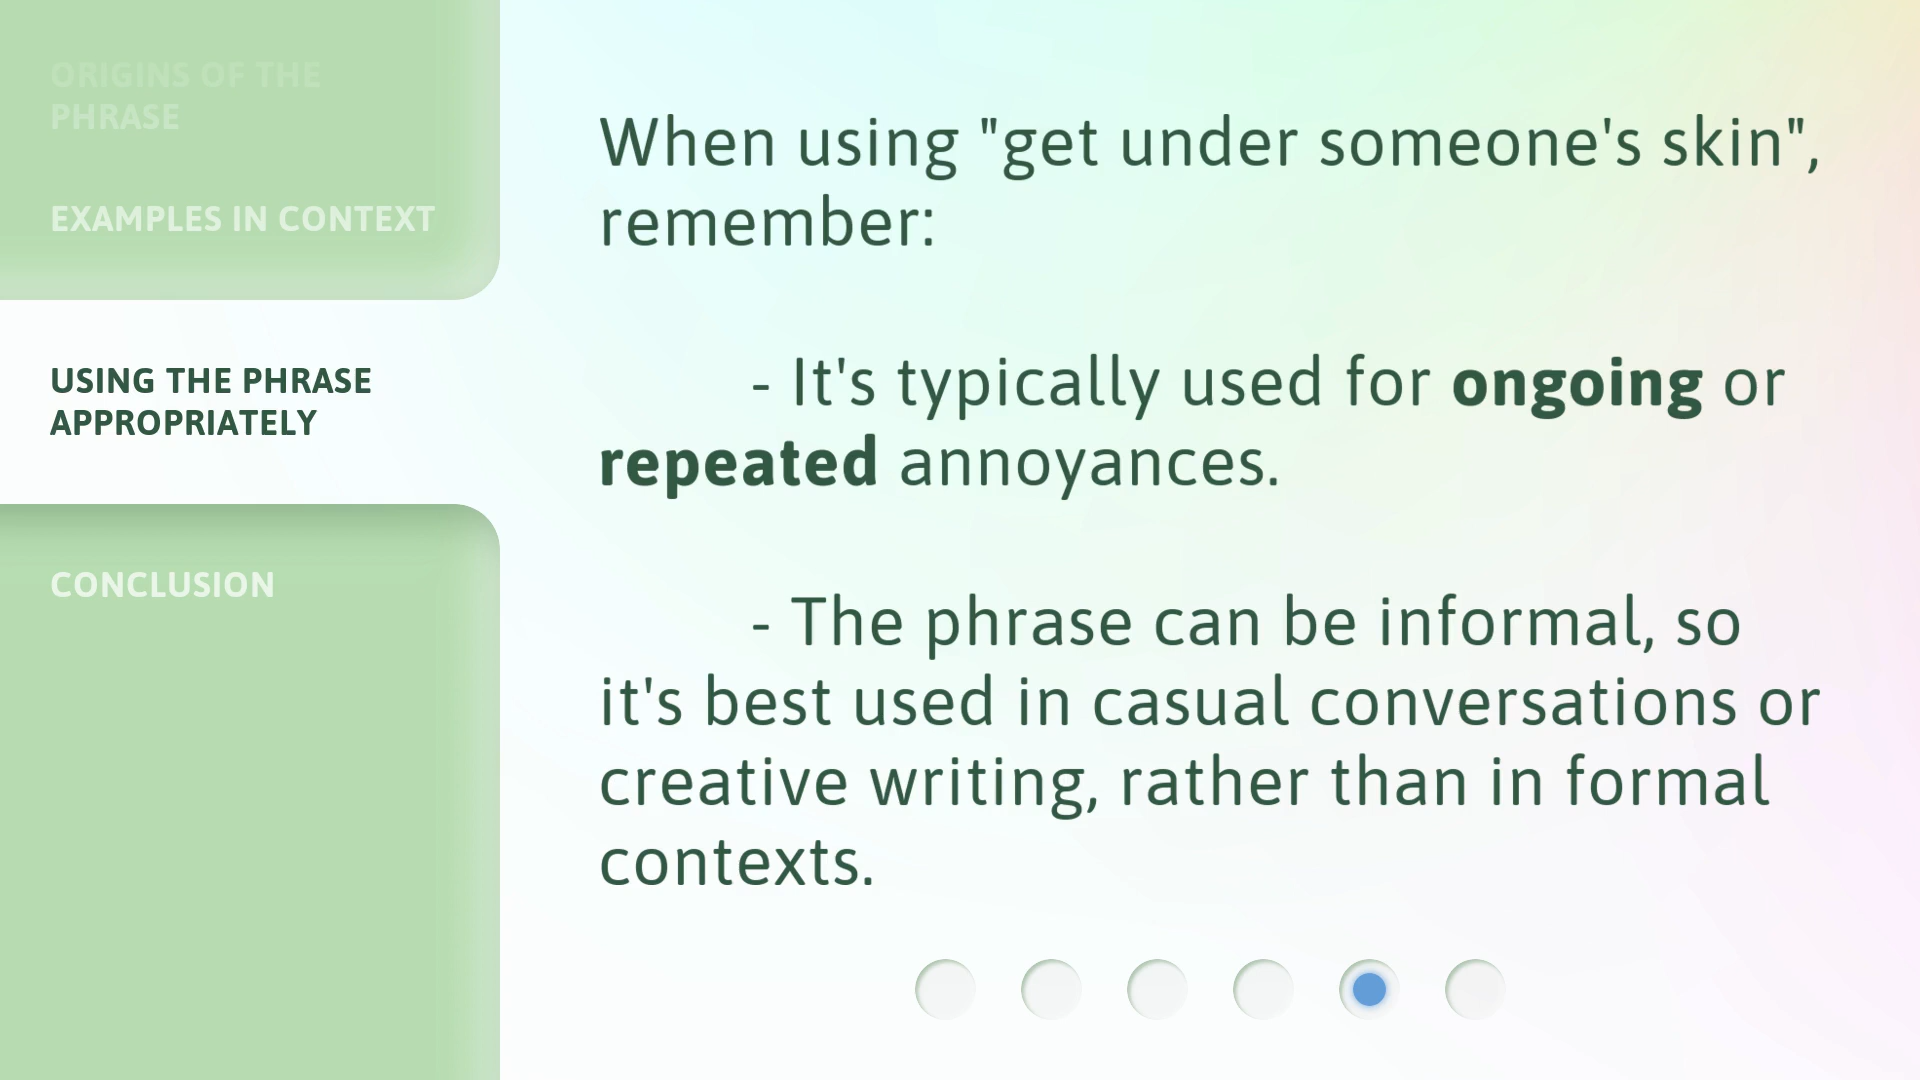 ORIGINS OF THE
PHRASE
EXAMPLES IN CONTEXT
USING THE PHRASE
APPROPRIATELY
CONCLUSION
When using "get under someone's skin",
remember:
- It's typically used for ongoing or
repeated annoyances.
- The phrase can be informal, so
it's best used in casual conversations or
creative writing, rather than in formal
contexts.